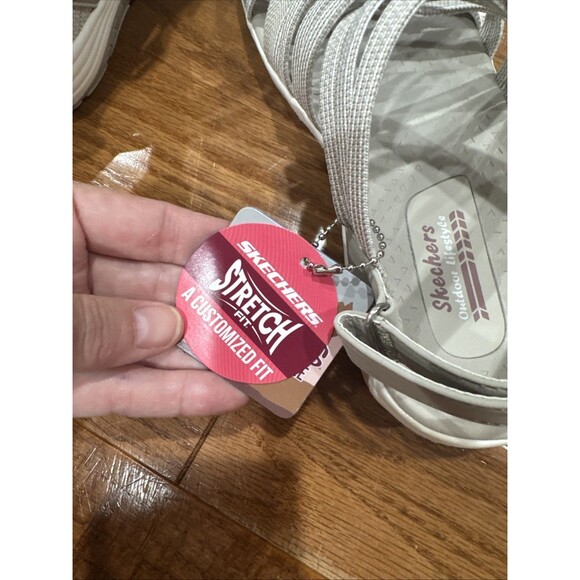 SKECHERS
STRETCH
FIT.
A CUSTOMIZED FIT
Skechers
Outdoor Lifestyle